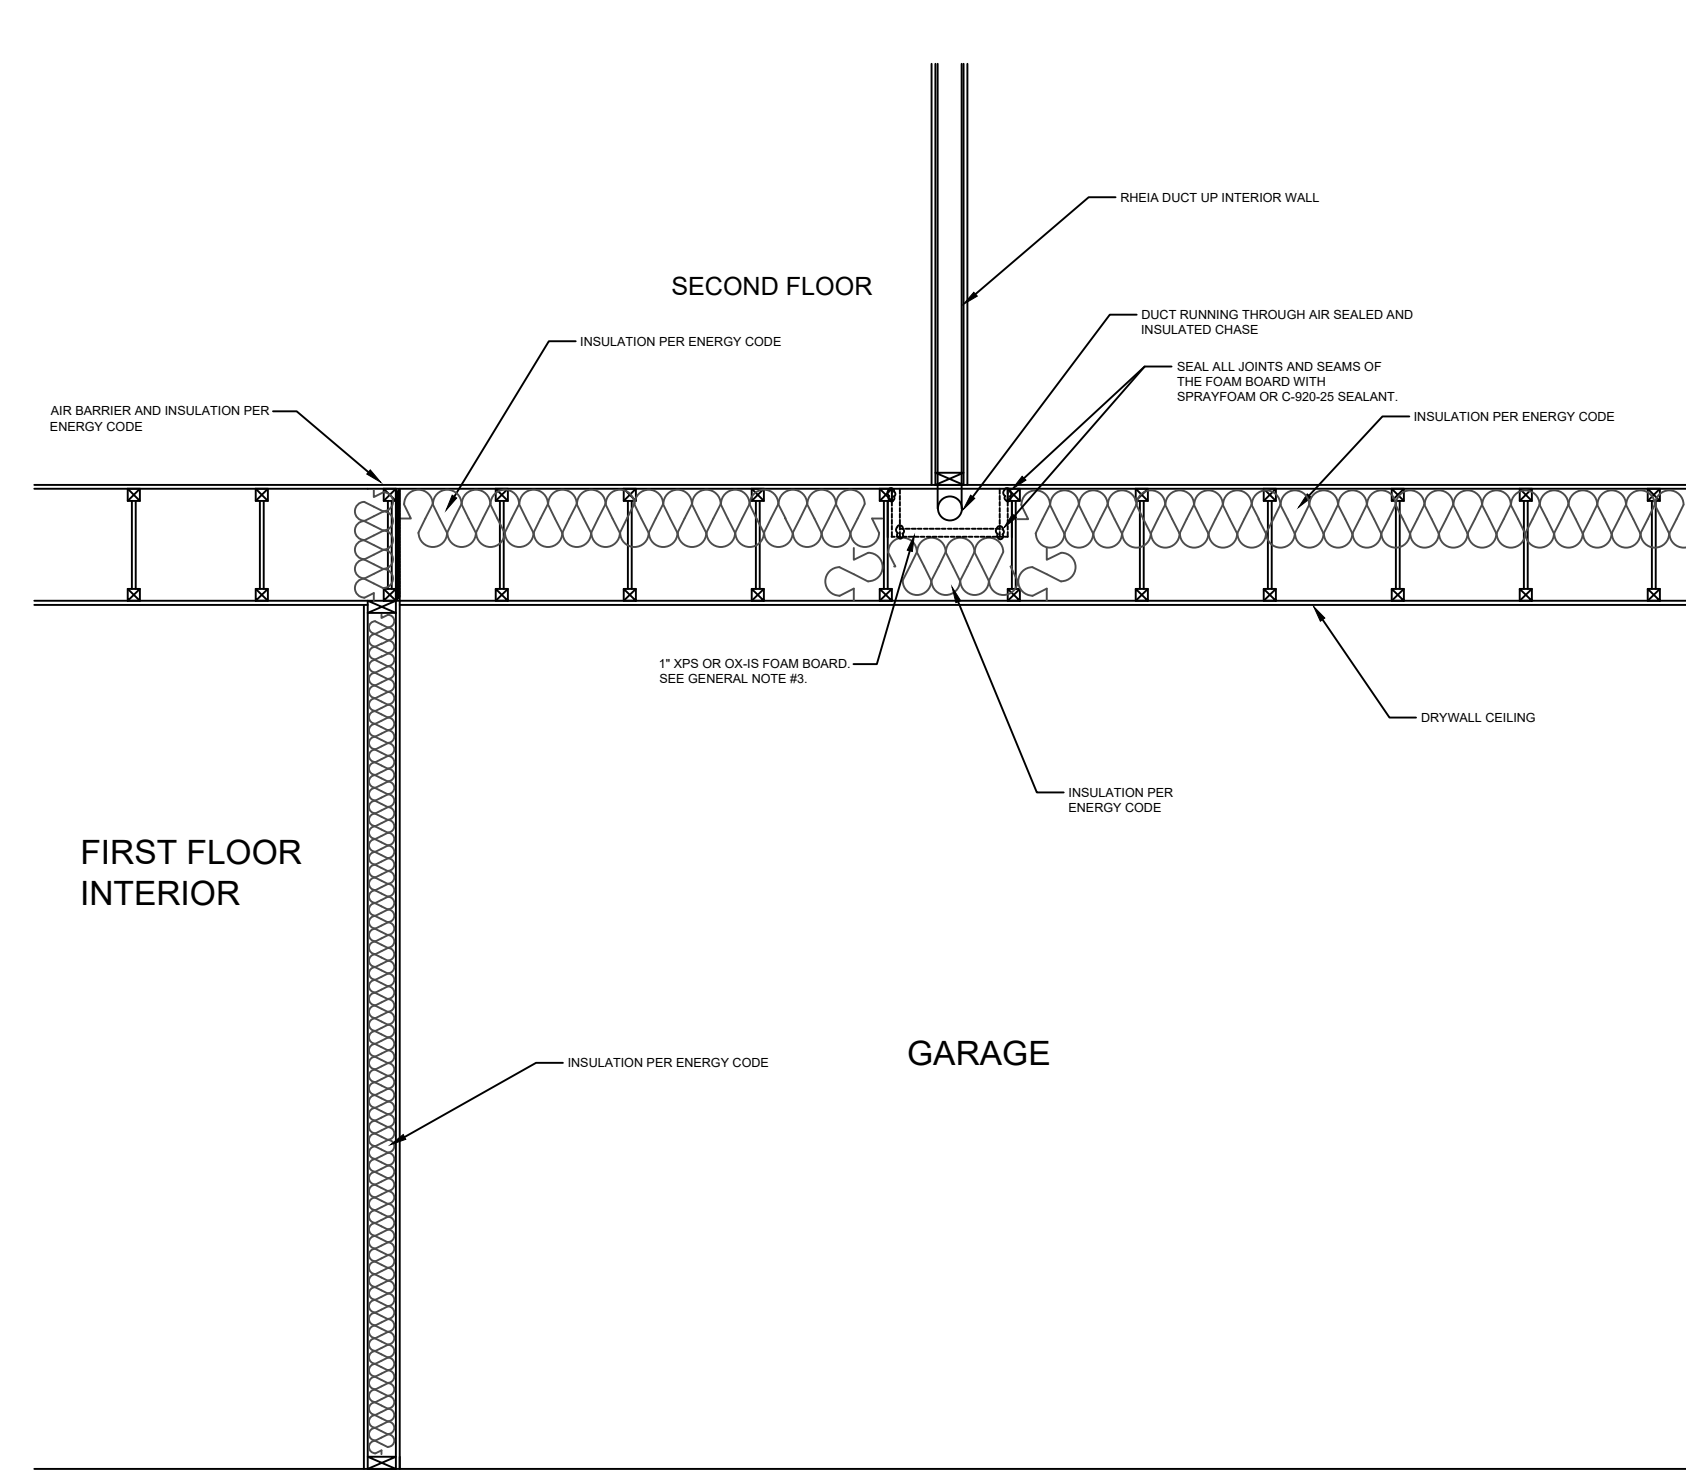 RHEIA DUCT UP INTERIOR WALL
SECOND FLOOR
DUCT RUNNING THROUGH AIR SEALED AND
INSULATED CHASE
INSULATION PER ENERGY CODE
SEAL ALL JOINTS AND SEAMS OF
THE FOAM BOARD WITH
SPRAYFOAM OR C-920-25 SEALANT.
AIR BARRIER AND INSULATION PER
ENERGY CODE
INSULATION PER ENERGY CODE
1" XPS OR OX-IS FOAM BOARD.
SEE GENERAL NOTE #3.
DRYWALL CEILING
INSULATION PER
ENERGY CODE
FIRST FLOOR
INTERIOR
GARAGE
INSULATION PER ENERGY CODE